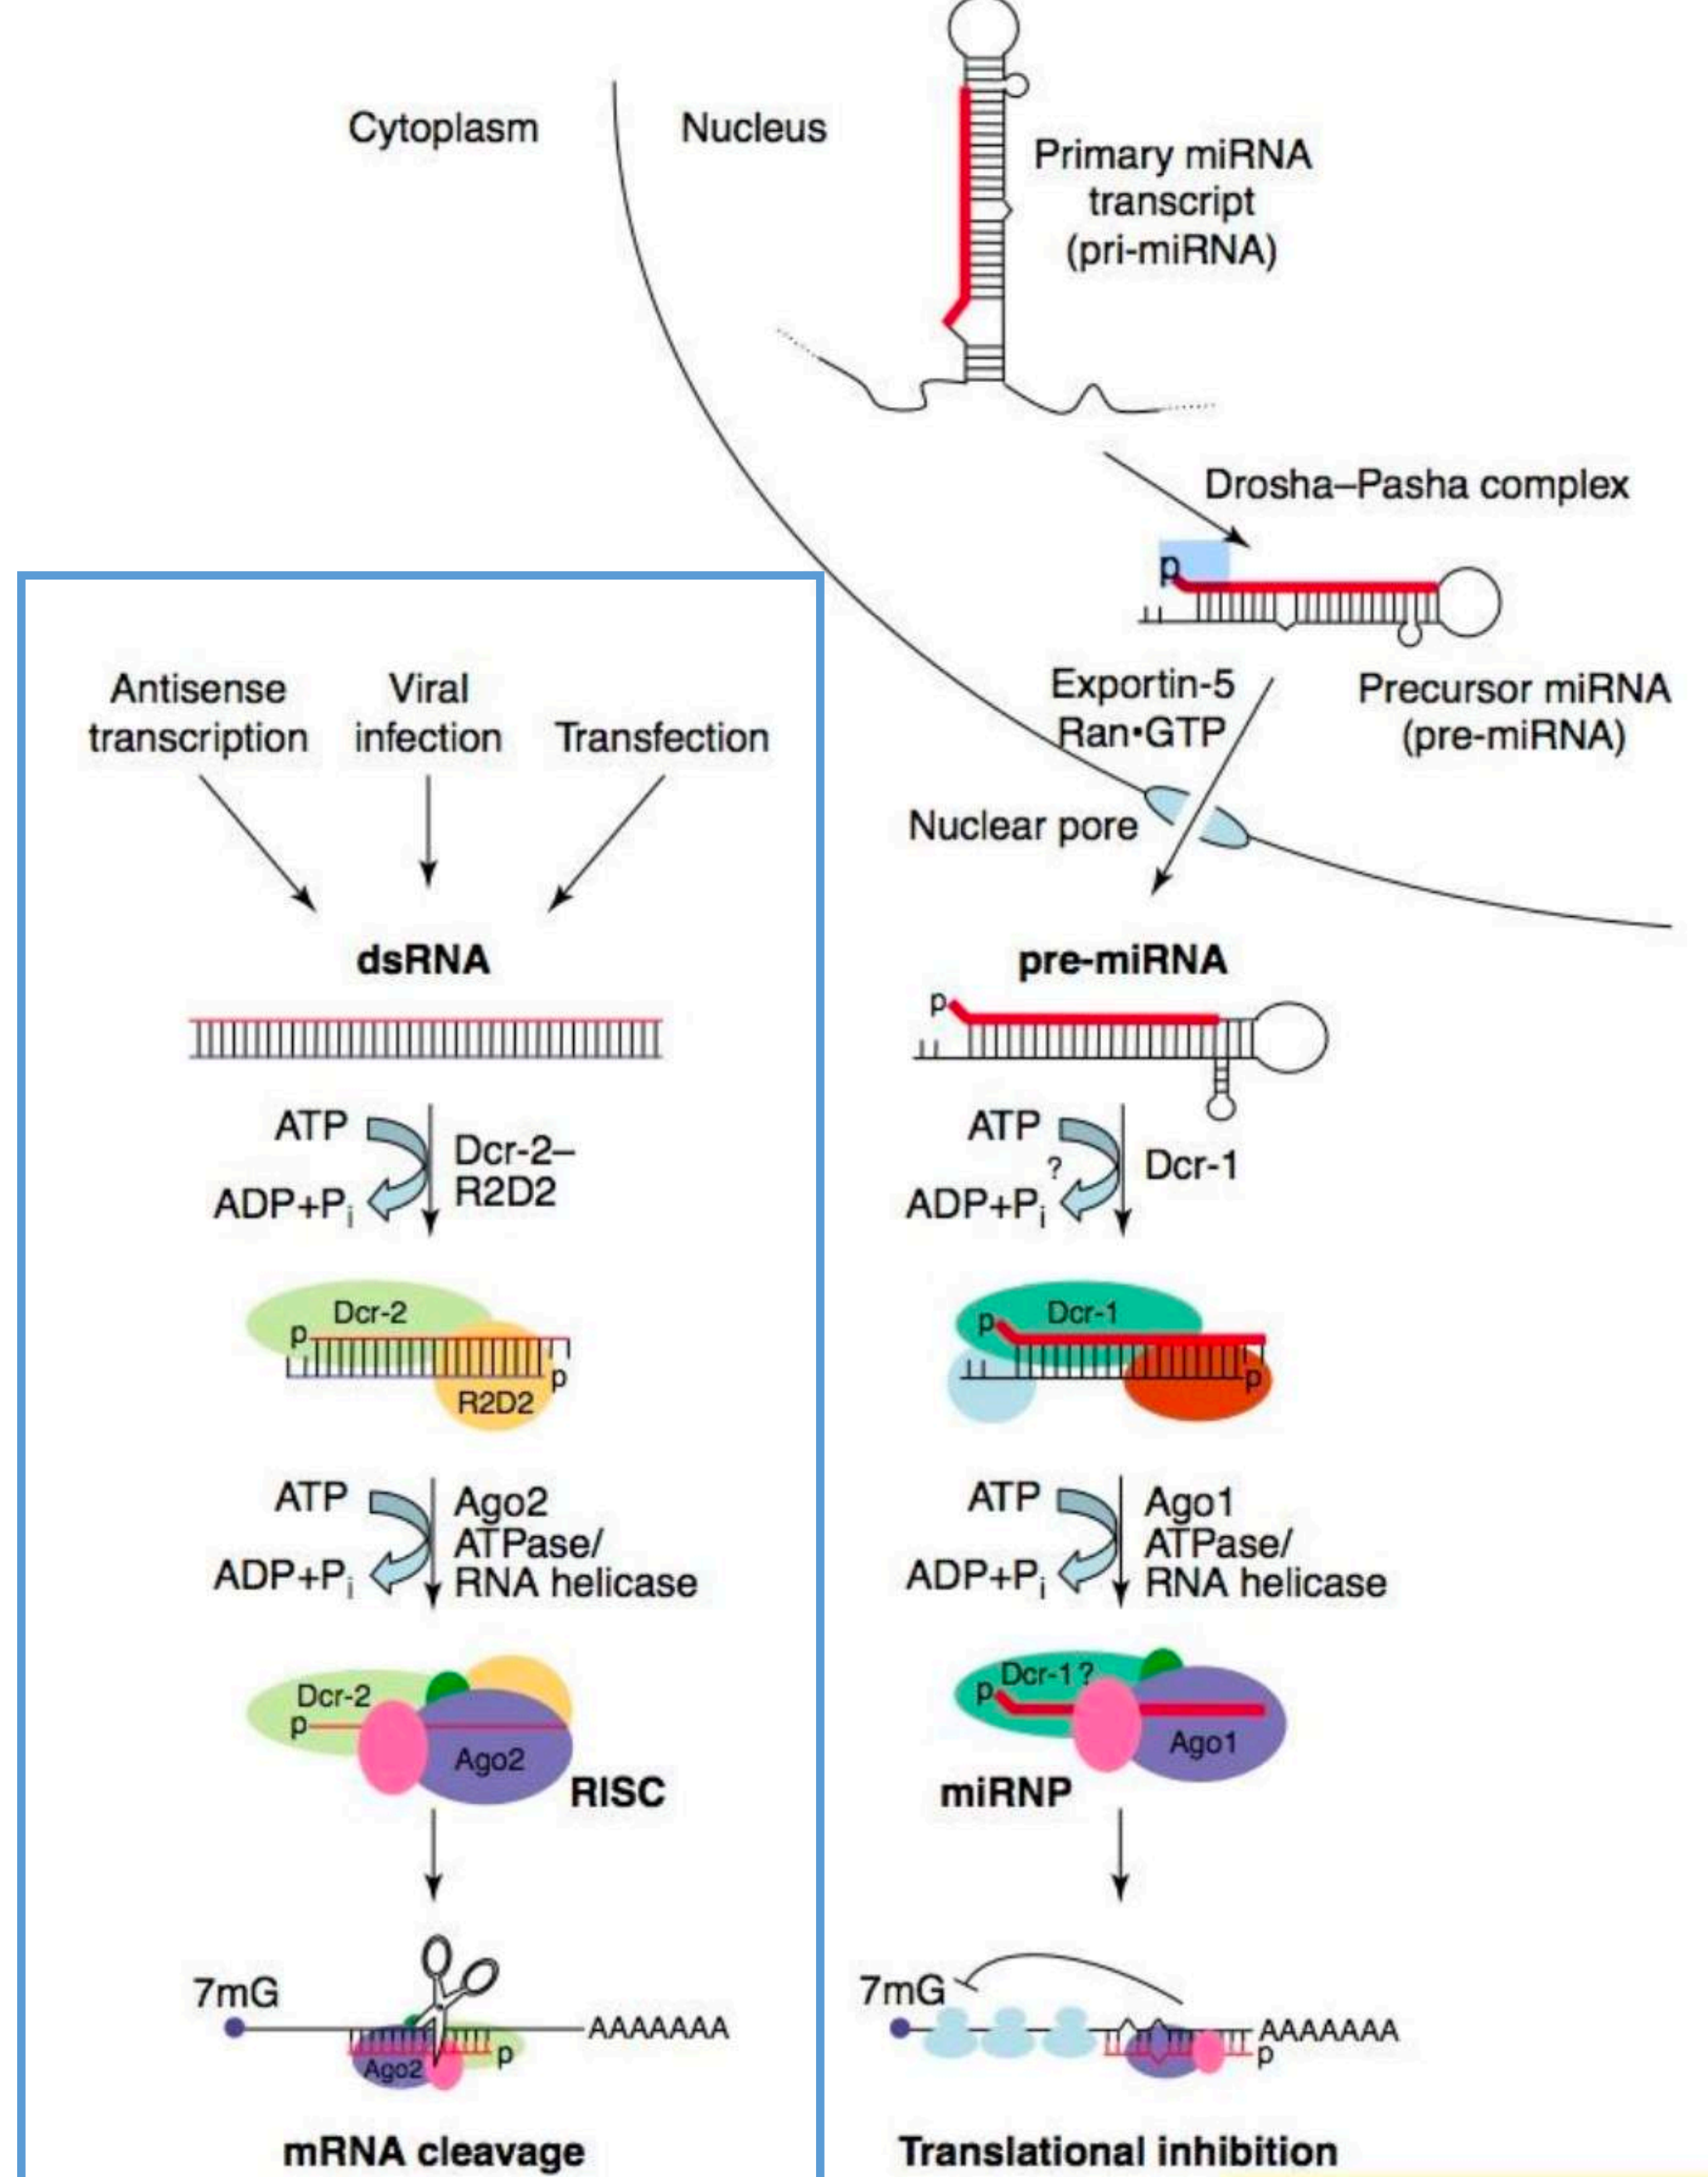 Cytoplasm
Nucleus
Primary miRNA
transcript
(pri-miRNA)
Drosha–Pasha complex
p
Exportin-5
Ran•GTP
Precursor miRNA
(pre-miRNA)
Nuclear pore
Antisense
transcription
Viral
infection
Transfection
dsRNA
ATP
ADP+Pi
Dcr-2–
R2D2
Dcr-2
p
p
R2D2
ATP
ADP+Pi
Ago2
ATPase/
RNA helicase
Dcr-2
p
Ago2
RISC
7mG
AAAAAAA
Ago2
p
mRNA cleavage
pre-miRNA
p
ATP
?
ADP+Pi
Dcr-1
p
Dcr-1
p
ATP
ADP+Pi
Ago1
ATPase/
RNA helicase
Dcr-1?
p
Ago1
miRNP
7mG
AAAAAAA
p
Translational inhibition